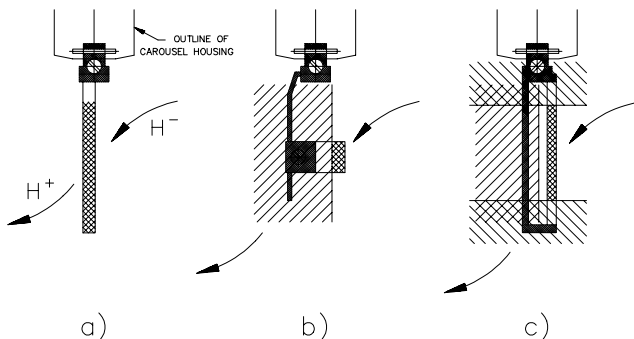 OUTLINE OF
CAROUSEL HOUSING
H-
H+
a) b) c)